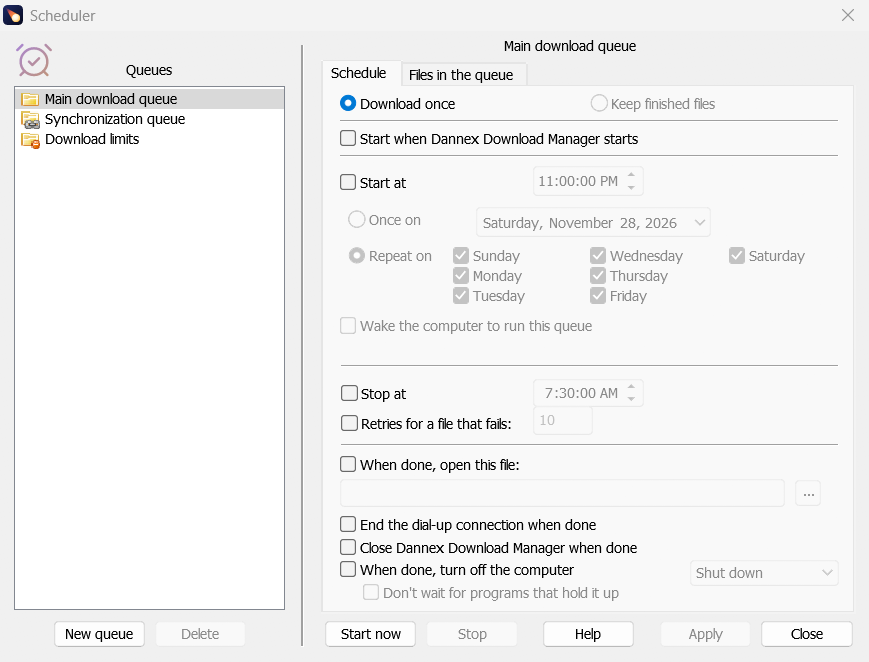 Scheduler
Queues
Main download queue
Synchronization queue
Download limits
New queue
Delete
Main download queue
Schedule
Files in the queue
Download once
Keep finished files
Start when Dannex Download Manager starts
Start at
11:00:00 PM
Once on
Saturday, November 28, 2026
Repeat on
Sunday
Wednesday
Saturday
Monday
Thursday
Tuesday
Friday
Wake the computer to run this queue
Stop at
7:30:00 AM
Retries for a file that fails:
10
When done, open this file:
...
End the dial-up connection when done
Close Dannex Download Manager when done
When done, turn off the computer
Shut down
Don't wait for programs that hold it up
Start now
Stop
Help
Apply
Close